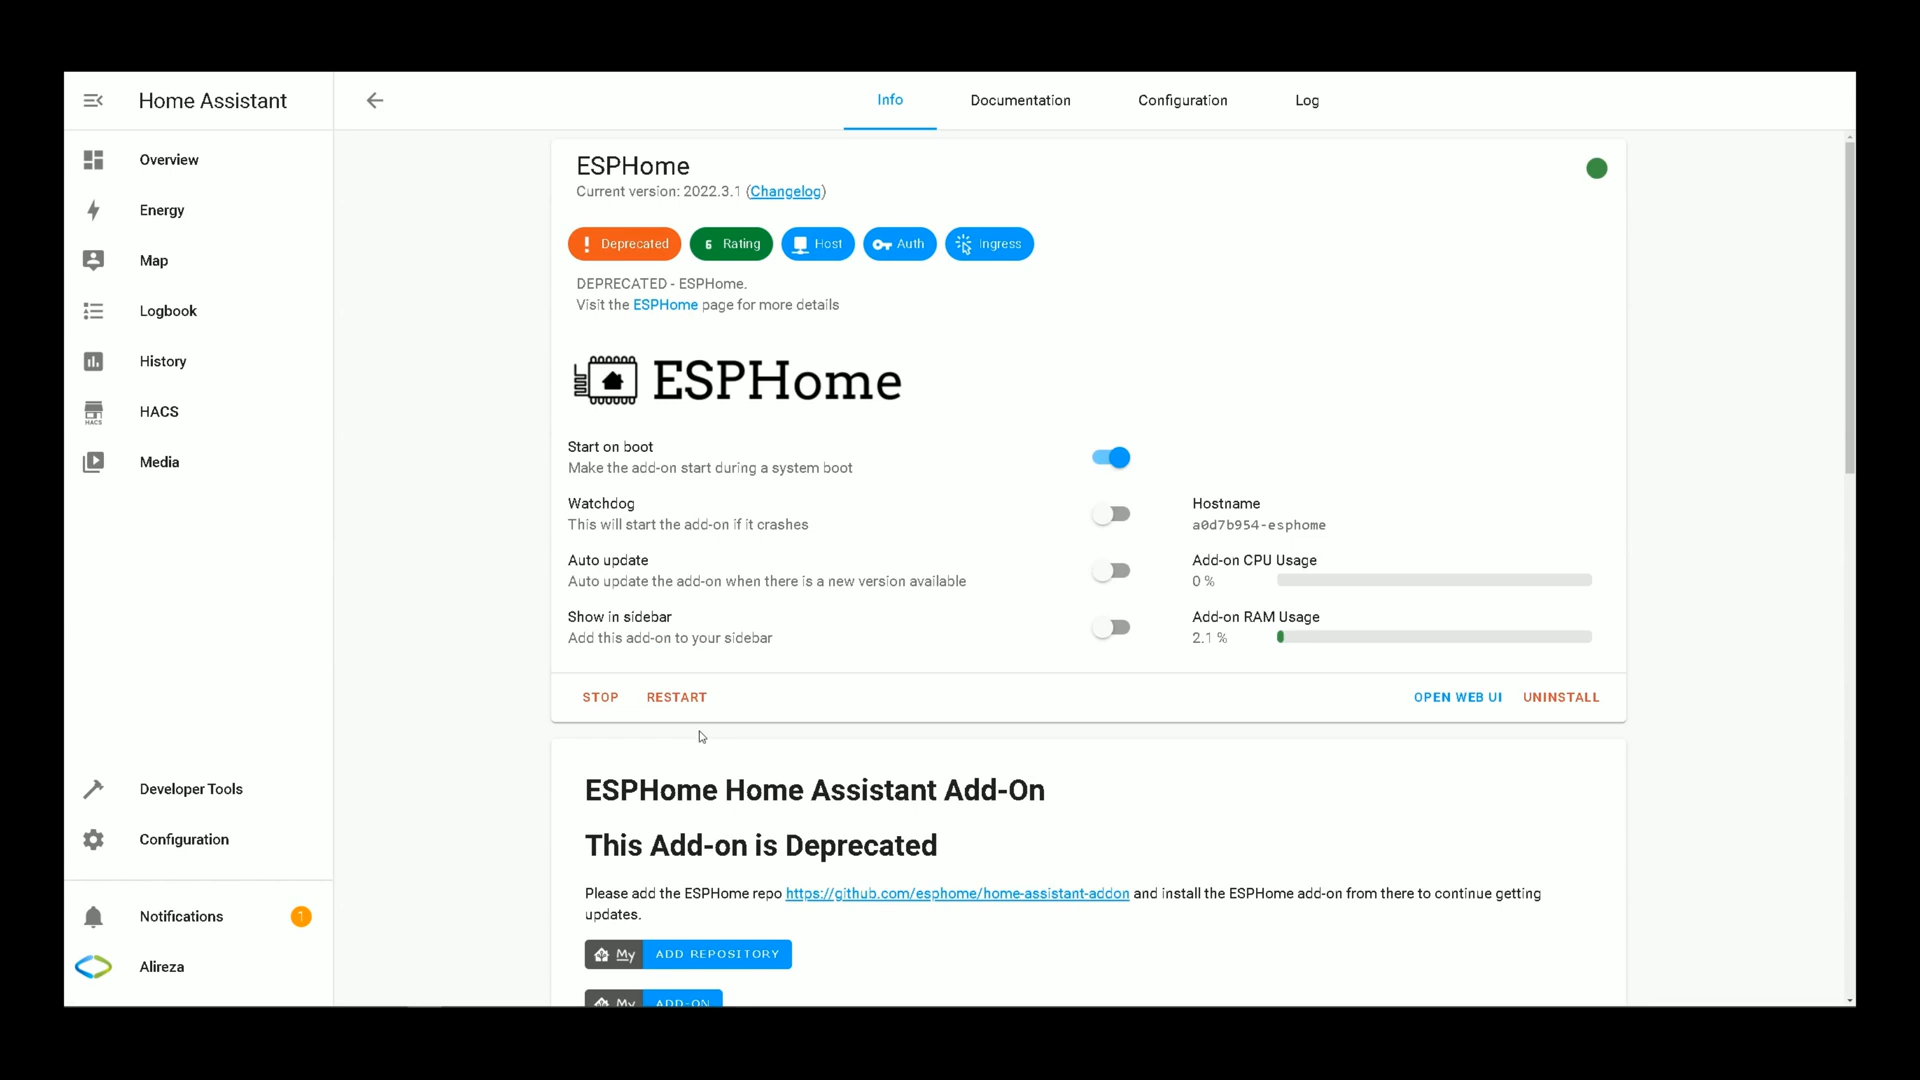 Home Assistant
Info
Documentation
Configuration
Log
Overview
Energy
Map
Logbook
History
HACS
HACS
Media
Developer Tools
Configuration
Notifications
1
Alireza
ESPHome
Current version: 2022.3.1 (Changelog)
! Deprecated
6 Rating
Host
Auth
Ingress
DEPRECATED - ESPHome.
Visit the ESPHome page for more details
ESPHome
Start on boot
Make the add-on start during a system boot
Watchdog
This will start the add-on if it crashes
Hostname
a0d7b954-esphome
Auto update
Auto update the add-on when there is a new version available
Add-on CPU Usage
0 %
Show in sidebar
Add this add-on to your sidebar
Add-on RAM Usage
2.1 %
STOP
RESTART
OPEN WEB UI
UNINSTALL
ESPHome Home Assistant Add-On
This Add-on is Deprecated
Please add the ESPHome repo https://github.com/esphome/home-assistant-addon and install the ESPHome add-on from there to continue getting
updates.
My ADD REPOSITORY
My ADD-ON